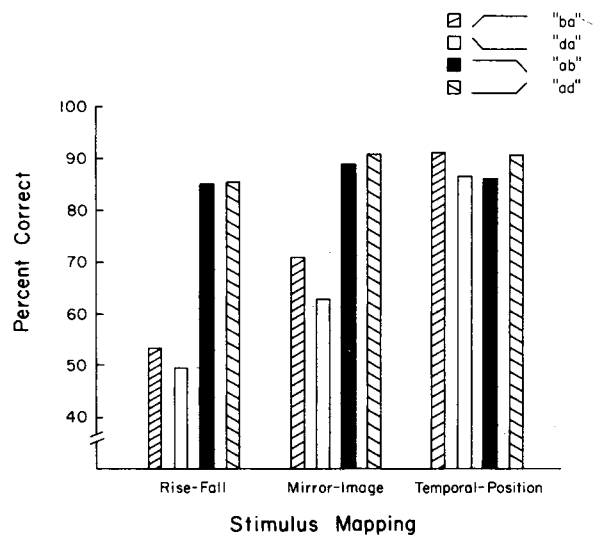 "ba"
"da"
"ab"
"ad"
100
90
80
70
60
50
40
Percent Correct
Rise-Fall Mirror-Image Temporal-Position
Stimulus Mapping